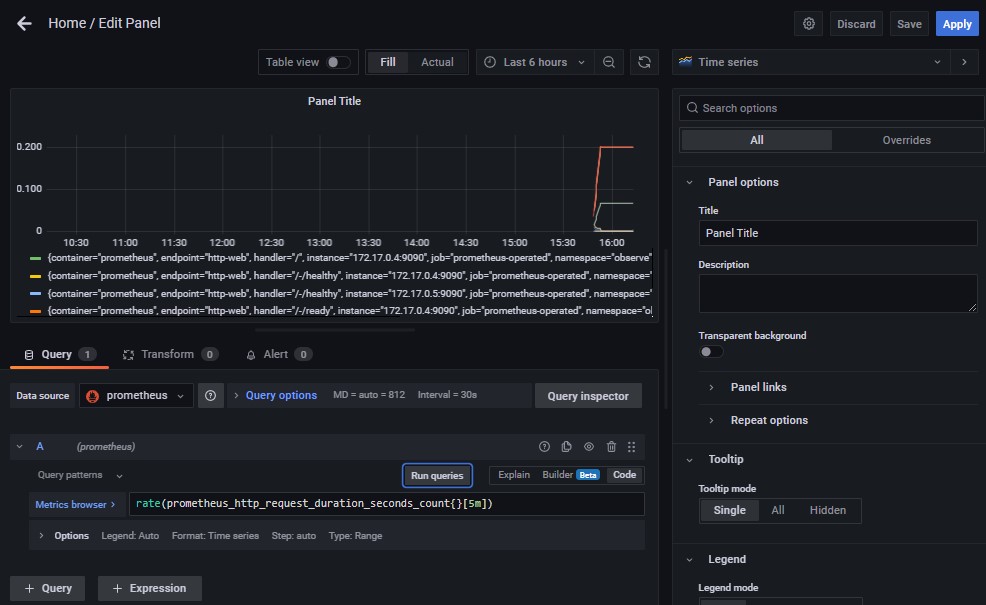 Home / Edit Panel
Discard
Save
Apply
Table view
Fill
Actual
Last 6 hours
Time series
Panel Title
0.200
0.100
0
10:30
11:00
11:30
12:00
12:30
13:00
13:30
14:00
14:30
15:00
15:30
16:00
{container="prometheus", endpoint="http-web", handler="/", instance="172.17.0.4:9090", job="prometheus-operated", namespace="observe"
{container="prometheus", endpoint="http-web", handler="/-/healthy", instance="172.17.0.4:9090", job="prometheus-operated", namespace="
{container="prometheus", endpoint="http-web", handler="/-/healthy", instance="172.17.0.5:9090", job="prometheus-operated", namespace="
{container="prometheus", endpoint="http-web", handler="/-/ready", instance="172.17.0.4:9090", job="prometheus-operated", namespace="ol
Query 1
Transform 0
Alert 0
Data source
prometheus
Query options
MD = auto = 812
Interval = 30s
Query inspector
A
(prometheus)
Query patterns
Run queries
Explain
Builder Beta
Code
Metrics browser >
rate(prometheus_http_request_duration_seconds_count{}[5m])
Options
Legend: Auto
Format: Time series
Step: auto
Type: Range
+ Query
+ Expression
Search options
All
Overrides
Panel options
Title
Panel Title
Description
Transparent background
Panel links
Repeat options
Tooltip
Tooltip mode
Single
All
Hidden
Legend
Legend mode